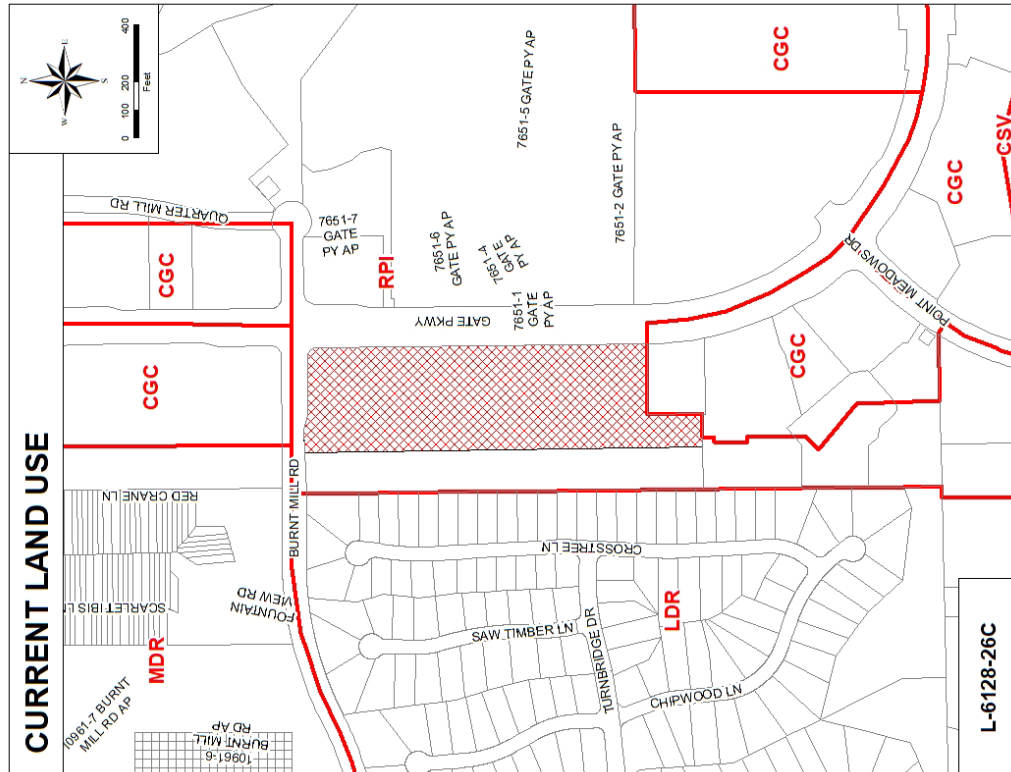 CURRENT LAND USE
N
E
S
W
0
100
200
400
Feet
QUARTER MILL RD
CGC
CGC
7651-7
GATE
PY AP
7651-6
GATE PY AP
7651-4
GATE
PY AP
7651-5 GATE PY AP
7651-2 GATE PY AP
CGC
RPI
GATE PKWY
7651-1
GATE
PY AP
RED CRANE LN
SCARLET IBIS LN
BURNT MILL RD
FOUNTAIN
VIEW RD
MDR
10961-7 BURNT
MILL RD AP
10961-6
BURNT MILL
RD AP
CROSSTREE LN
SAW TIMBER LN
TURNBRIDGE DR
LDR
CHIPWOOD LN
CGC
POINT MEADOWS DR
CGC
CSV
L-6128-26C